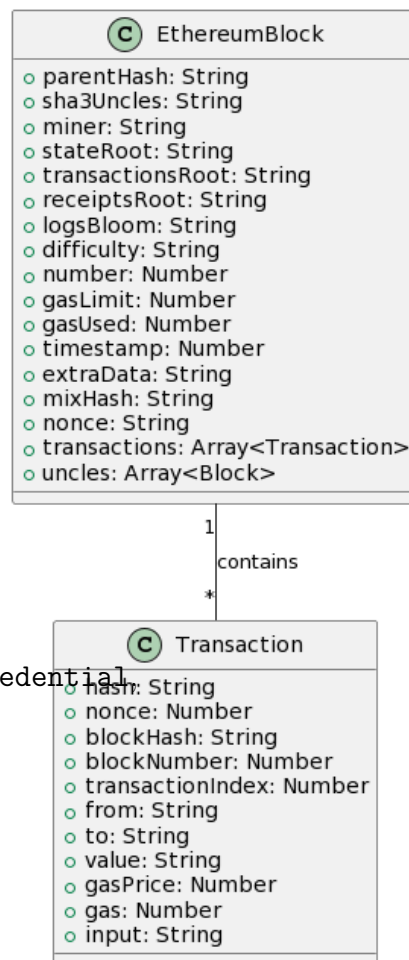 C EthereumBlock
parentHash: String
sha3Uncles: String
miner: String
stateRoot: String
transactionsRoot: String
receiptsRoot: String
logsBloom: String
difficulty: String
number: Number
gasLimit: Number
gasUsed: Number
timestamp: Number
extraData: String
mixHash: String
nonce: String
transactions: Array<Transaction>
uncles: Array<Block>
1
contains
*
C Transaction
edential,
hash: String
nonce: Number
blockHash: String
blockNumber: Number
transactionIndex: Number
from: String
to: String
value: String
gasPrice: Number
gas: Number
input: String